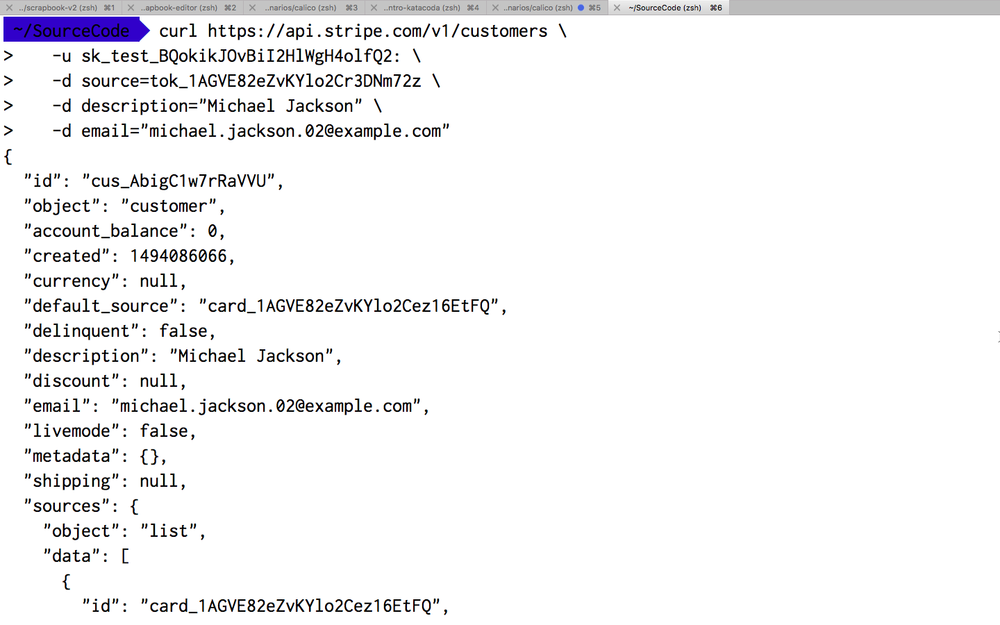 ../scrapbook-v2 (zsh) ⌘1 ..apbook-editor (zsh) ⌘2 ..narios/calico (zsh) ⌘3 ..ntro-katacoda (zsh) ⌘4 ..narios/calico (zsh) ⌘5 ~/SourceCode (zsh) ⌘6
~/SourceCode curl https://api.stripe.com/v1/customers \
> -u sk_test_BQokikJOvBiI2HlWgH4olfQ2: \
> -d source=tok_1AGVE82eZvKYlo2Cr3DNm72z \
> -d description="Michael Jackson" \
> -d email="michael.jackson.02@example.com"
{
"id": "cus_AbigC1w7rRaVVU",
"object": "customer",
"account_balance": 0,
"created": 1494086066,
"currency": null,
"default_source": "card_1AGVE82eZvKYlo2Cez16EtFQ",
"delinquent": false,
"description": "Michael Jackson",
"discount": null,
"email": "michael.jackson.02@example.com",
"livemode": false,
"metadata": {},
"shipping": null,
"sources": {
"object": "list",
"data": [
{
"id": "card_1AGVE82eZvKYlo2Cez16EtFQ",